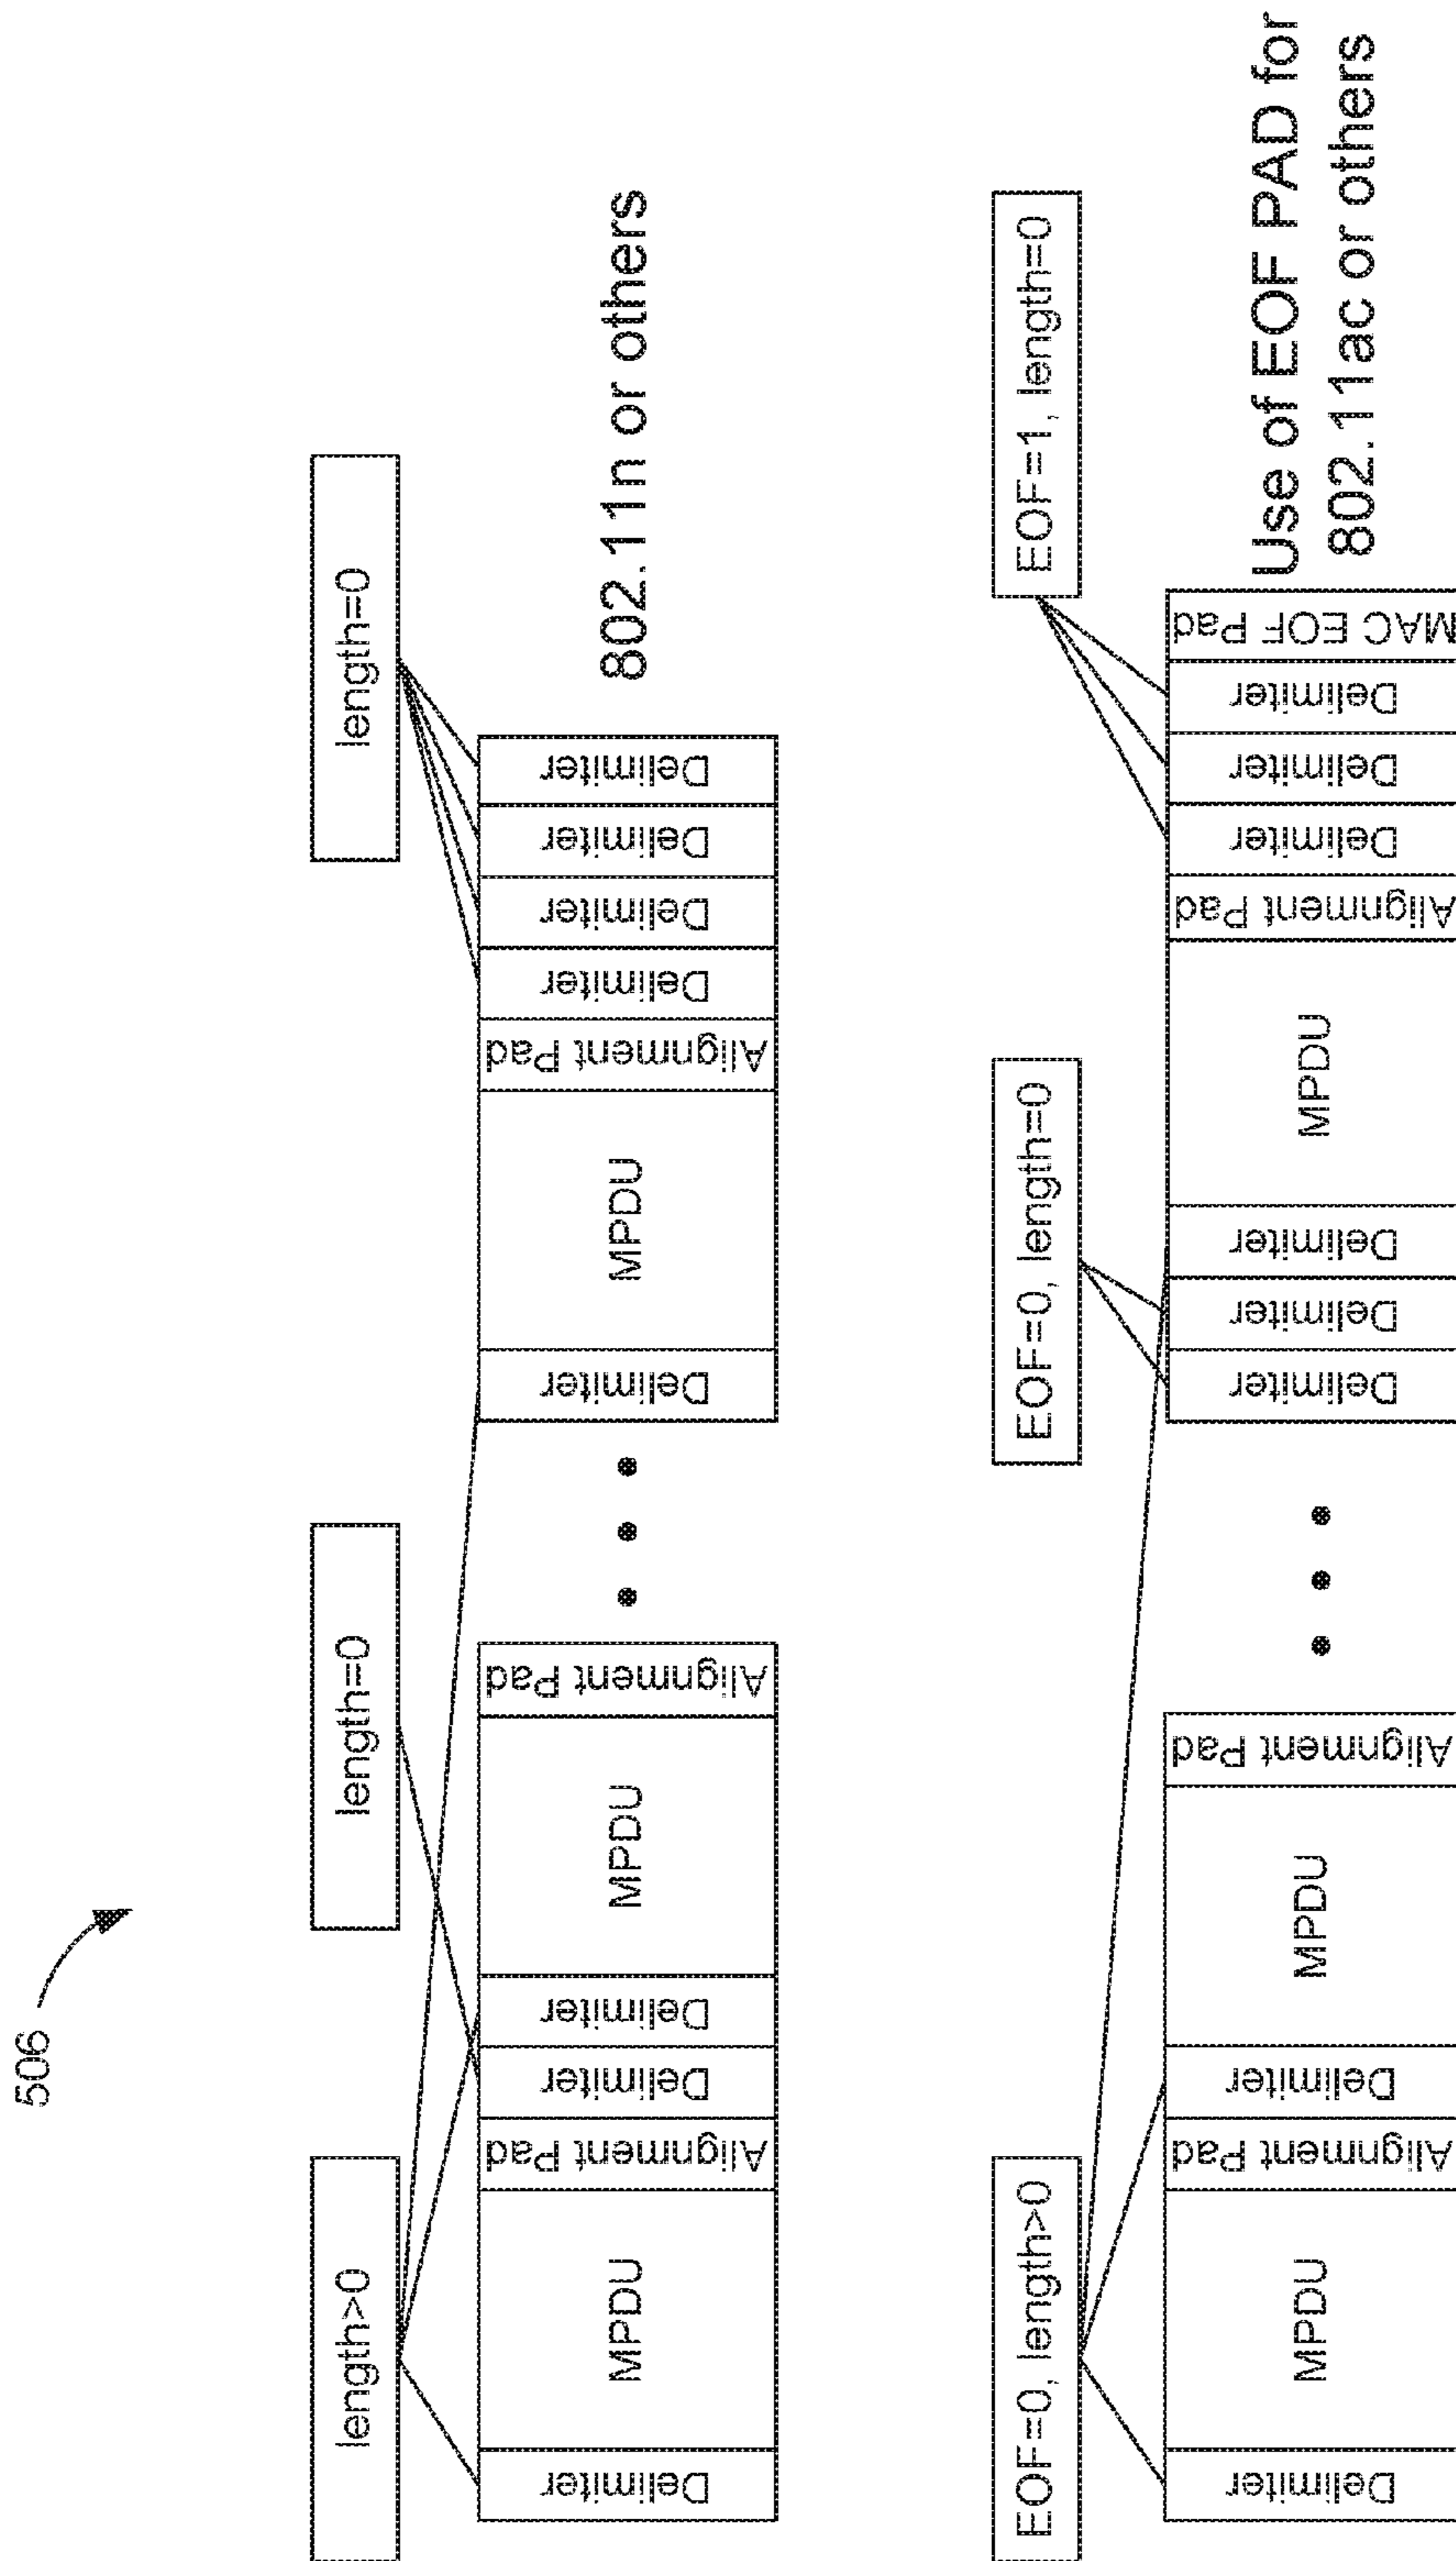 506
length>0
length=0
length=0
Delimiter
MPDU
Alignment Pad
Delimiter
Delimiter
MPDU
Alignment Pad
Delimiter
MPDU
Alignment Pad
Delimiter
Delimiter
Delimiter
Delimiter
802.11n or others
EOF=0, length>0
EOF=0, length=0
EOF=1, length=0
Delimiter
MPDU
Alignment Pad
Delimiter
MPDU
Alignment Pad
Delimiter
Delimiter
Delimiter
MPDU
Alignment Pad
Delimiter
Delimiter
Delimiter
MAC EOF Pad
Use of EOF PAD for
802.11ac or others